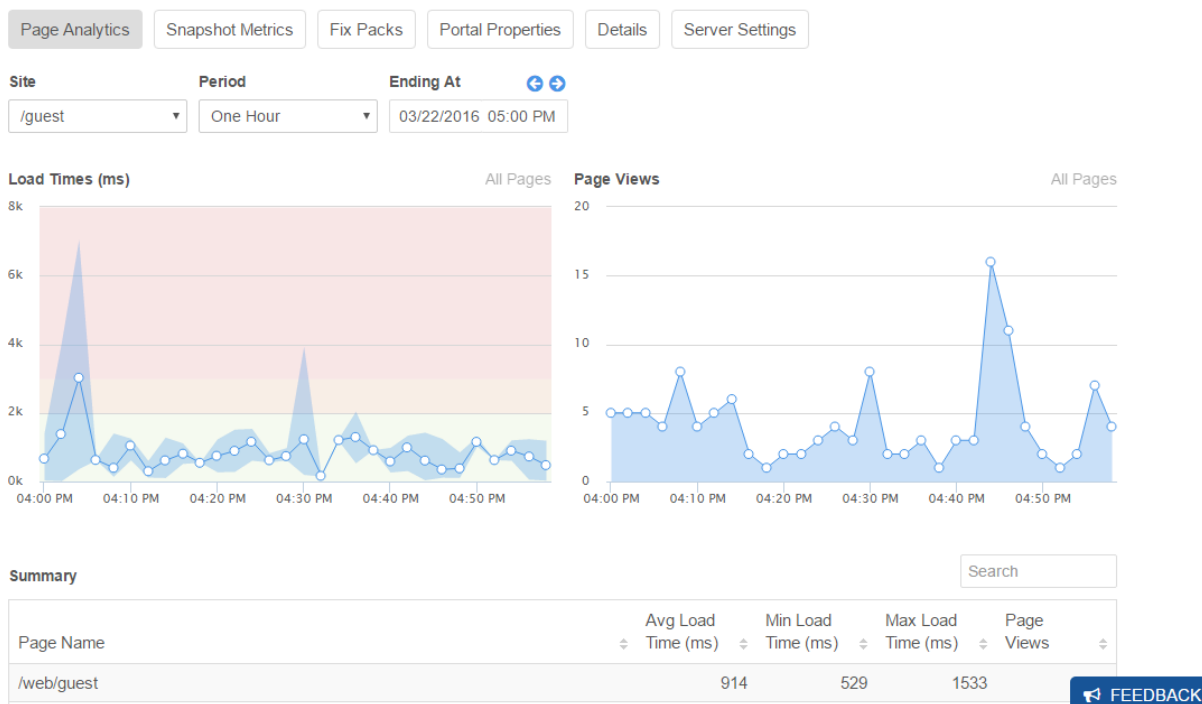 Page Analytics Snapshot Metrics Fix Packs Portal Properties Details Server Settings
Site Period Ending At
/guest One Hour 03/22/2016 05:00 PM
Load Times (ms) All Pages
8k
6k
4k
2k
0k
04:00 PM 04:10 PM 04:20 PM 04:30 PM 04:40 PM 04:50 PM
Page Views All Pages
20
15
10
5
0
04:00 PM 04:10 PM 04:20 PM 04:30 PM 04:40 PM 04:50 PM
Summary
Search
Page Name
Avg Load
Time (ms)
Min Load
Time (ms)
Max Load
Time (ms)
Page
Views
/web/guest 914 529 1533
FEEDBACK